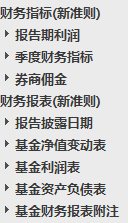 财务指标(新准则)
报告期利润
季度财务指标
券商佣金
财务报表(新准则)
报告披露日期
基金净值变动表
基金利润表
基金资产负债表
基金财务报表附注